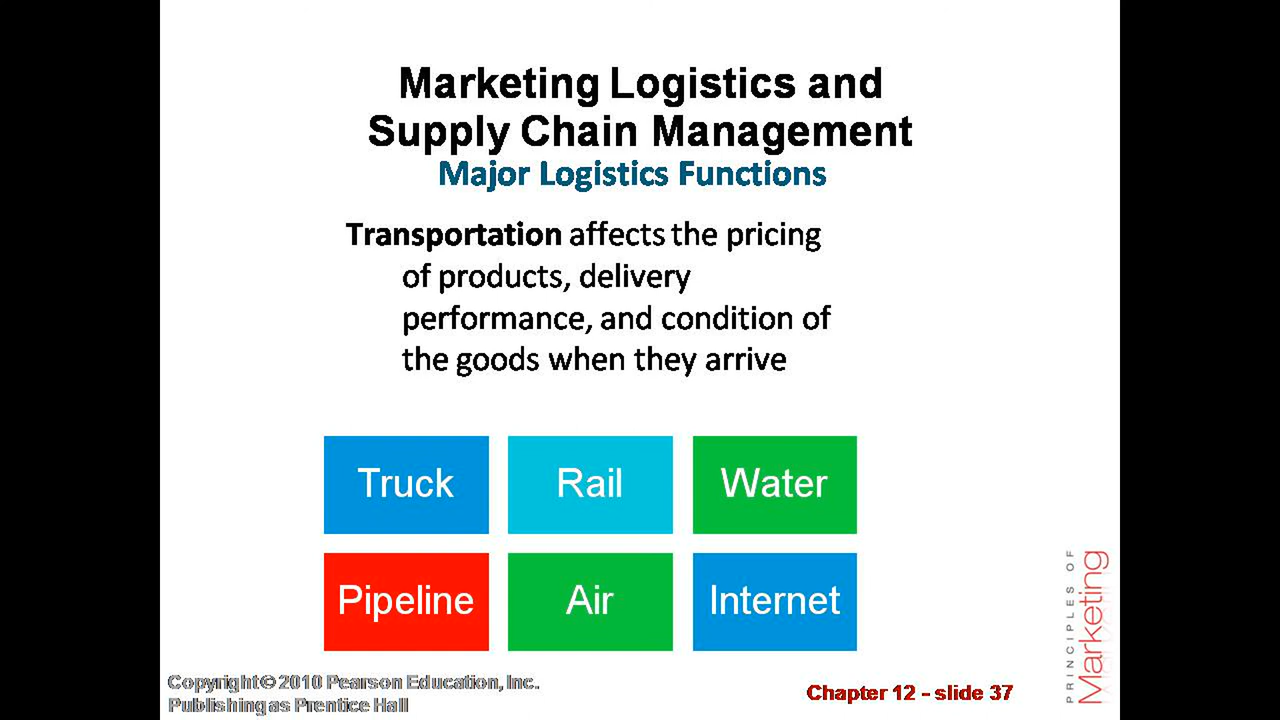 Marketing Logistics and
Supply Chain Management
Major Logistics Functions
Transportation affects the pricing
of products, delivery
performance, and condition of
the goods when they arrive
Truck
Rail
Water
Pipeline
Air
Internet
PRINCIPLES OF
Marketing
Copyright © 2010 Pearson Education, Inc.
Publishing as Prentice Hall
Chapter 12 - slide 37